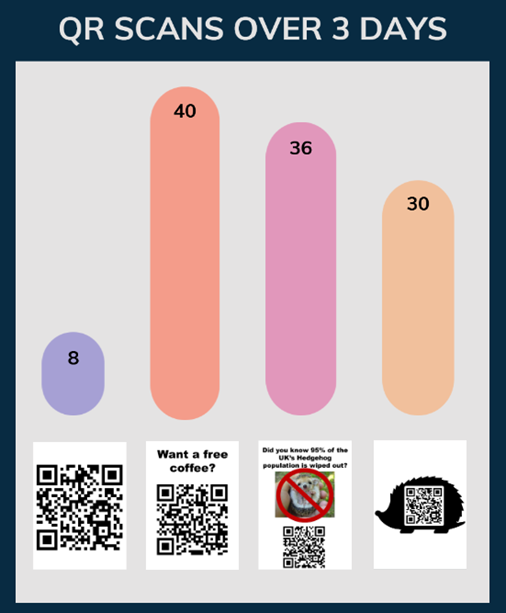 QR SCANS OVER 3 DAYS
8
40
36
30
Want a free
coffee?
Did you know 95% of the
UK's Hedgehog
population is wiped out?